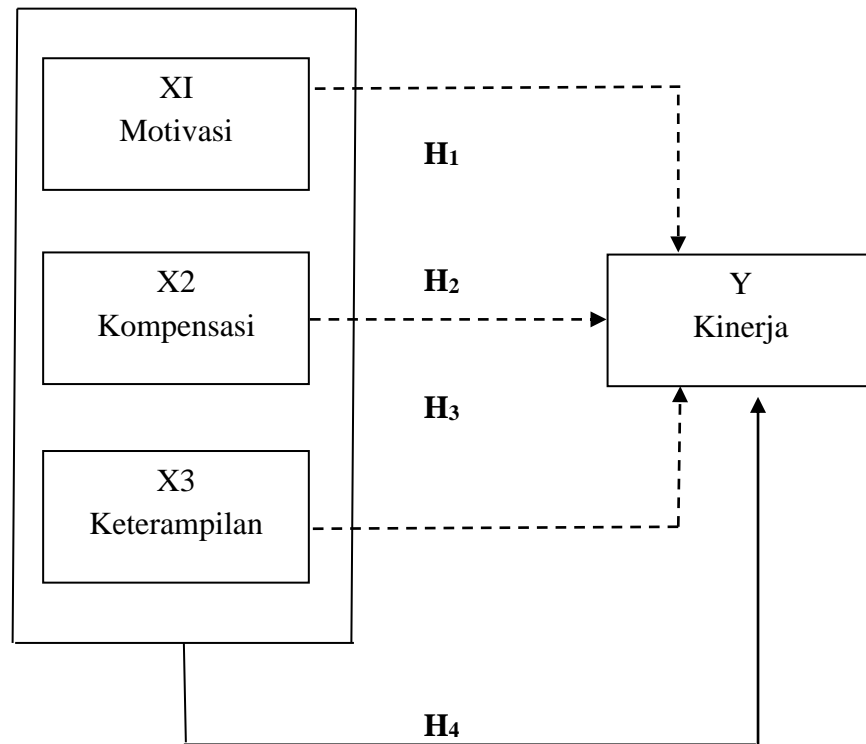 XI
Motivasi
H₁
X2
Kompensasi
H₂
Y
Kinerja
H₃
X3
Keterampilan
H₄